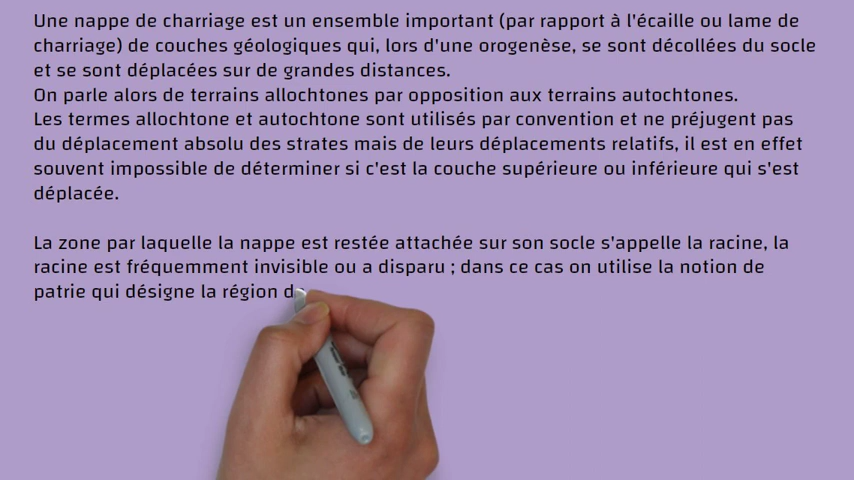 Une nappe de charriage est un ensemble important (par rapport à l'écaille ou lame de
charriage) de couches géologiques qui, lors d'une orogenèse, se sont décollées du socle
et se sont déplacées sur de grandes distances.
On parle alors de terrains allochtones par opposition aux terrains autochtones.
Les termes allochtone et autochtone sont utilisés par convention et ne préjugent pas
du déplacement absolu des strates mais de leurs déplacements relatifs, il est en effet
souvent impossible de déterminer si c'est la couche supérieure ou inférieure qui s'est
déplacée.
La zone par laquelle la nappe est restée attachée sur son socle s'appelle la racine, la
racine est fréquemment invisible ou a disparu ; dans ce cas on utilise la notion de
patrie qui désigne la région